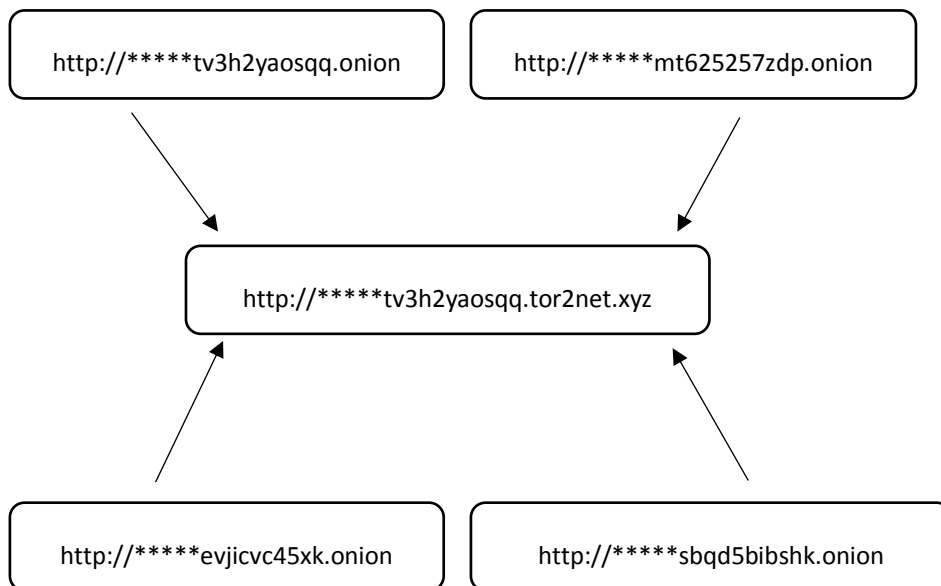 http://*****tv3h2yaosqq.onion
http://*****mt625257zdp.onion
http://*****tv3h2yaosqq.tor2net.xyz
http://*****evjicvc45xk.onion
http://*****sbqd5bibshk.onion